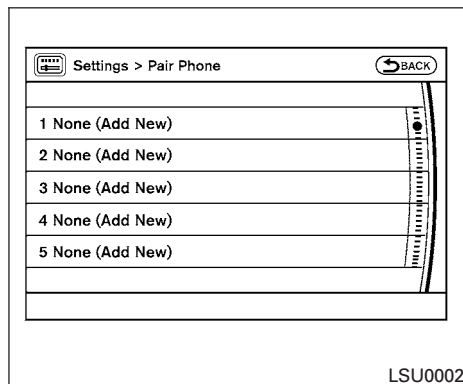 Settings > Pair Phone
BACK
1 None (Add New)
2 None (Add New)
3 None (Add New)
4 None (Add New)
5 None (Add New)
LSU0002